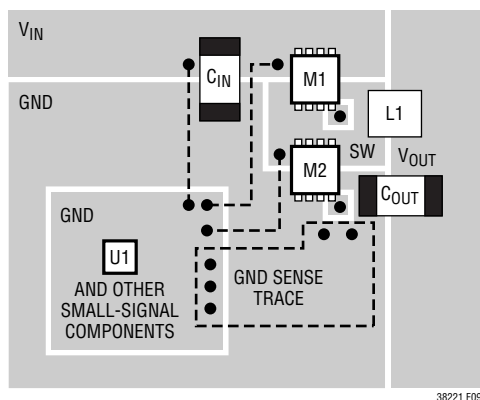 VIN
CIN
M1
GND
L1
SW
VOUT
M2
COUT
GND
U1
AND OTHER
SMALL-SIGNAL
COMPONENTS
GND SENSE
TRACE
38221 F09